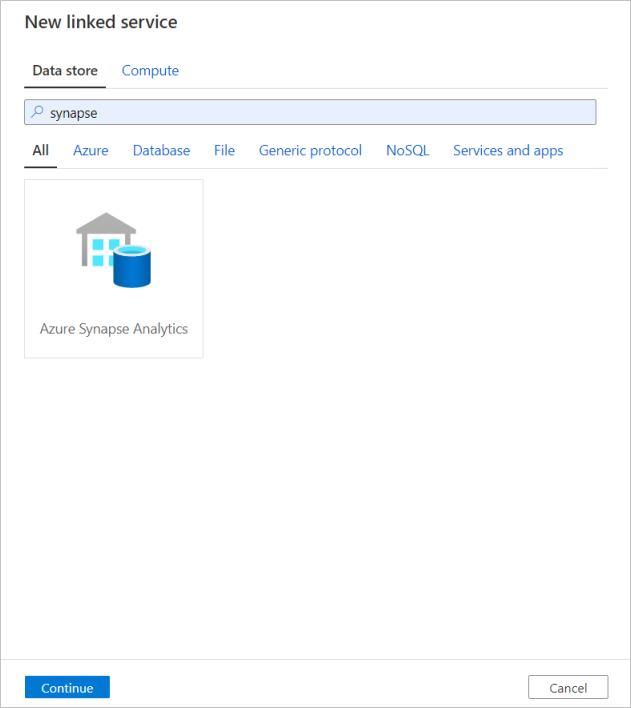 New linked service
Data store Compute
synapse
All Azure Database File Generic protocol NoSQL Services and apps
Azure Synapse Analytics
Continue Cancel